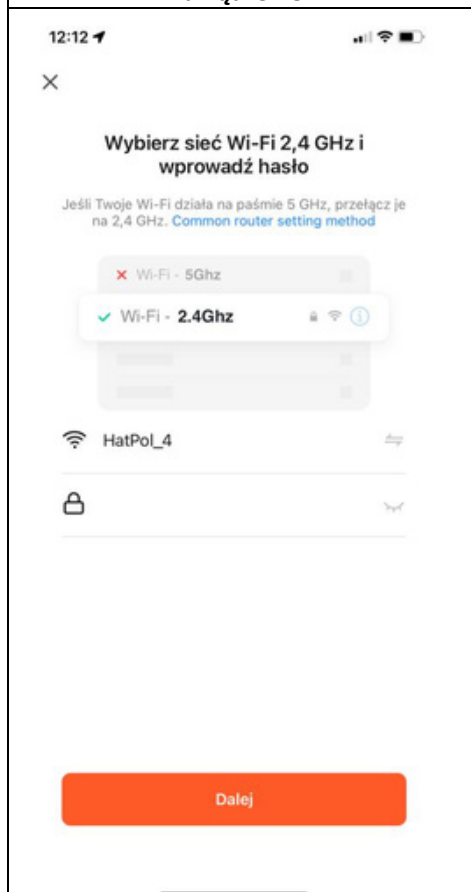 12:12
Wybierz sieć Wi-Fi 2,4 GHz i
wprowadź hasło
Jeśli Twoje Wi-Fi działa na paśmie 5 GHz, przełącz je
na 2,4 GHz. Common router setting method
Wi-Fi - 5Ghz
Wi-Fi - 2.4Ghz
HatPol_4
Dalej